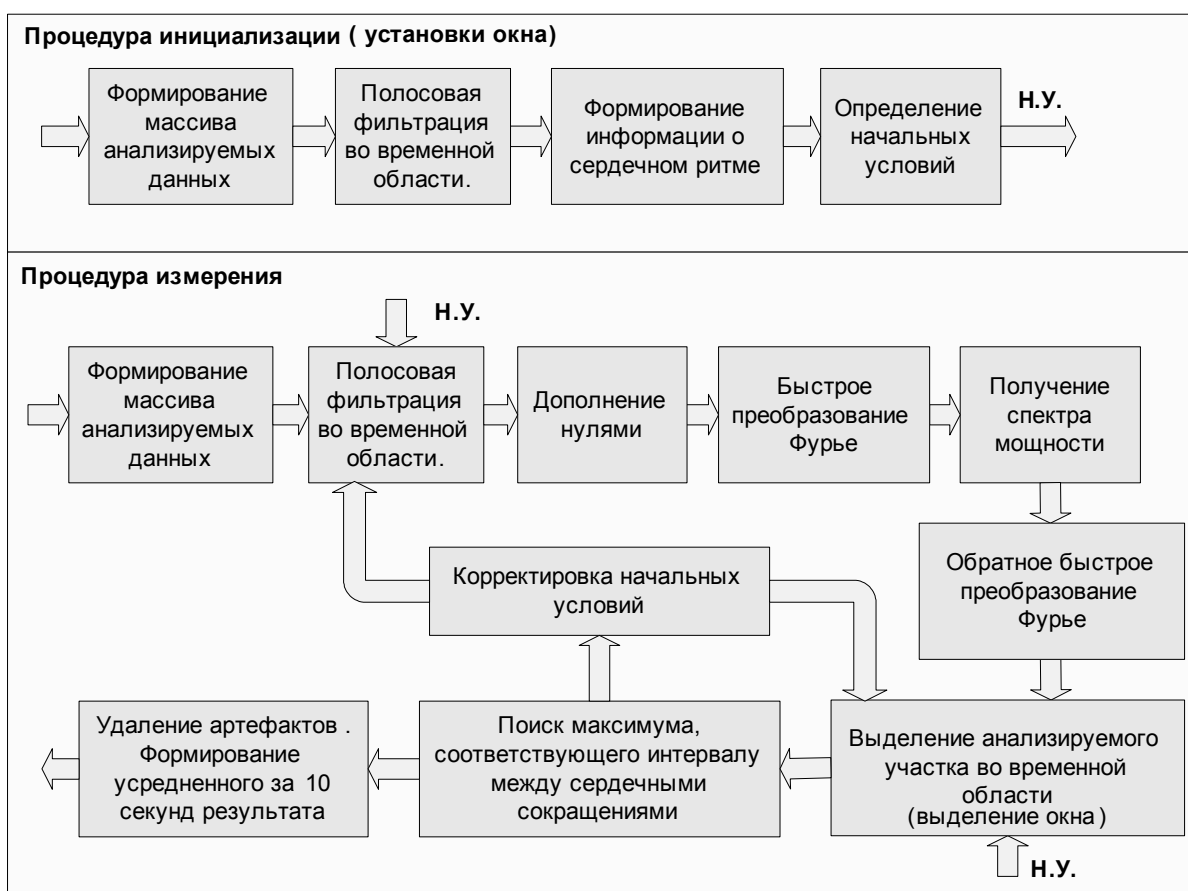 Процедура инициализации ( установки окна)
Формирование
массива
анализируемых
данных
Полосовая
фильтрация
во временной
области.
Формирование
информации о
сердечном ритме
Определение
начальных
условий
Н.У.
Процедура измерения
Н.У.
Формирование
массива
анализируемых
данных
Полосовая
фильтрация
во временной
области.
Дополнение
нулями
Быстрое
преобразование
Фурье
Получение
спектра
мощности
Обратное быстрое
преобразование
Фурье
Корректировка начальных
условий
Удаление артефактов .
Формирование
усредненного за 10
секунд результата
Поиск максимума,
соответствующего интервалу
между сердечными
сокращениями
Выделение анализируемого
участка во временной
области
(выделение окна )
Н.У.